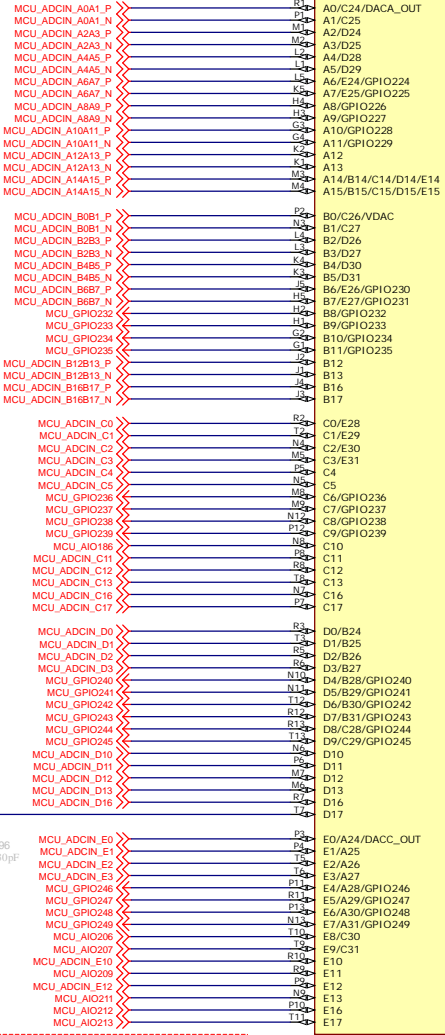 MCU_ADCIN_A0A1_P R1 A0/C24/DACA_OUT
MCU_ADCIN_A0A1_N P1 A1/C25
MCU_ADCIN_A2A3_P M1 A2/D24
MCU_ADCIN_A2A3_N M2 A3/D25
MCU_ADCIN_A4A5_P L2 A4/D28
MCU_ADCIN_A4A5_N L1 A5/D29
MCU_ADCIN_A6A7_P L5 A6/E24/GPIO224
MCU_ADCIN_A6A7_N K5 A7/E25/GPIO225
MCU_ADCIN_A8A9_P H4 A8/GPIO226
MCU_ADCIN_A8A9_N H3 A9/GPIO227
MCU_ADCIN_A10A11_P G3 A10/GPIO228
MCU_ADCIN_A10A11_N G4 A11/GPIO229
MCU_ADCIN_A12A13_P K2 A12
MCU_ADCIN_A12A13_N K1 A13
MCU_ADCIN_A14A15_P M3 A14/B14/C14/D14/E14
MCU_ADCIN_A14A15_N M4 A15/B15/C15/D15/E15
MCU_ADCIN_B0B1_P P2 B0/C26/VDAC
MCU_ADCIN_B0B1_N N3 B1/C27
MCU_ADCIN_B2B3_P L4 B2/D26
MCU_ADCIN_B2B3_N L3 B3/D27
MCU_ADCIN_B4B5_P K4 B4/D30
MCU_ADCIN_B4B5_N K3 B5/D31
MCU_ADCIN_B6B7_P J5 B6/E26/GPIO230
MCU_ADCIN_B6B7_N H5 B7/E27/GPIO231
MCU_GPIO232 H2 B8/GPIO232
MCU_GPIO233 H1 B9/GPIO233
MCU_GPIO234 G2 B10/GPIO234
MCU_GPIO235 G1 B11/GPIO235
MCU_ADCIN_B12B13_P J2 B12
MCU_ADCIN_B12B13_N J1 B13
MCU_ADCIN_B16B17_P J4 B16
MCU_ADCIN_B16B17_N J3 B17
MCU_ADCIN_C0 R2 C0/E28
MCU_ADCIN_C1 T2 C1/E29
MCU_ADCIN_C2 N4 C2/E30
MCU_ADCIN_C3 M5 C3/E31
MCU_ADCIN_C4 P5 C4
MCU_ADCIN_C5 N5 C5
MCU_GPIO236 M8 C6/GPIO236
MCU_GPIO237 M9 C7/GPIO237
MCU_GPIO238 N12 C8/GPIO238
MCU_GPIO239 P12 C9/GPIO239
MCU_AIO186 N8 C10
MCU_ADCIN_C11 P8 C11
MCU_ADCIN_C12 R8 C12
MCU_ADCIN_C13 T8 C13
MCU_ADCIN_C16 N7 C16
MCU_ADCIN_C17 P7 C17
MCU_ADCIN_D0 R3 D0/B24
MCU_ADCIN_D1 T3 D1/B25
MCU_ADCIN_D2 R5 D2/B26
MCU_ADCIN_D3 R6 D3/B27
MCU_GPIO240 N10 D4/B28/GPIO240
MCU_GPIO241 N11 D5/B29/GPIO241
MCU_GPIO242 T12 D6/B30/GPIO242
MCU_GPIO243 R12 D7/B31/GPIO243
MCU_GPIO244 R13 D8/C28/GPIO244
MCU_GPIO245 T13 D9/C29/GPIO245
MCU_ADCIN_D10 N6 D10
MCU_ADCIN_D11 P6 D11
MCU_ADCIN_D12 M7 D12
MCU_ADCIN_D13 M6 D13
MCU_ADCIN_D16 R7 D16
T7 D17
MCU_ADCIN_E0 P3 E0/A24/DACC_OUT
MCU_ADCIN_E1 P4 E1/A25
MCU_ADCIN_E2 T5 E2/A26
MCU_ADCIN_E3 T6 E3/A27
MCU_GPIO246 P11 E4/A28/GPIO246
MCU_GPIO247 R11 E5/A29/GPIO247
MCU_GPIO248 P13 E6/A30/GPIO248
MCU_GPIO249 N13 E7/A31/GPIO249
MCU_AIO206 T10 E8/C30
MCU_AIO207 T9 E9/C31
MCU_ADCIN_E10 R10 E10
MCU_AIO209 R9 E11
MCU_ADCIN_E12 P9 E12
MCU_AIO211 N9 E13
MCU_AIO212 P10 E16
MCU_AIO213 T11 E17